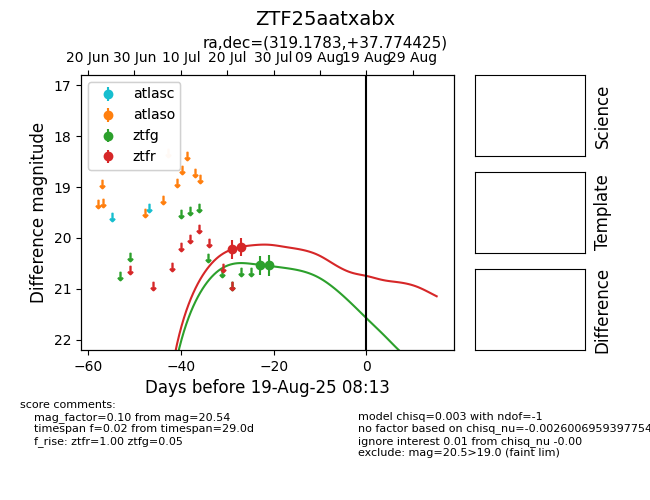 ZTF25aatxabx
ra,dec=(319.1783,+37.774425)
20 Jun 30 Jun 10 Jul 20 Jul 30 Jul 09 Aug 19 Aug 29 Aug
17
18
19
20
21
22
Difference magnitude
atlasc
atlaso
ztfg
ztfr
−60 −40 −20 0
Days before 19-Aug-25 08:13
Science
Template
Difference
score comments:
mag_factor=0.10 from mag=20.54
timespan f=0.02 from timespan=29.0d
f_rise: ztfr=1.00 ztfg=0.05
model chisq=0.003 with ndof=-1
no factor based on chisq_nu=-0.0026006959397754
ignore interest 0.01 from chisq_nu -0.00
exclude: mag=20.5>19.0 (faint lim)